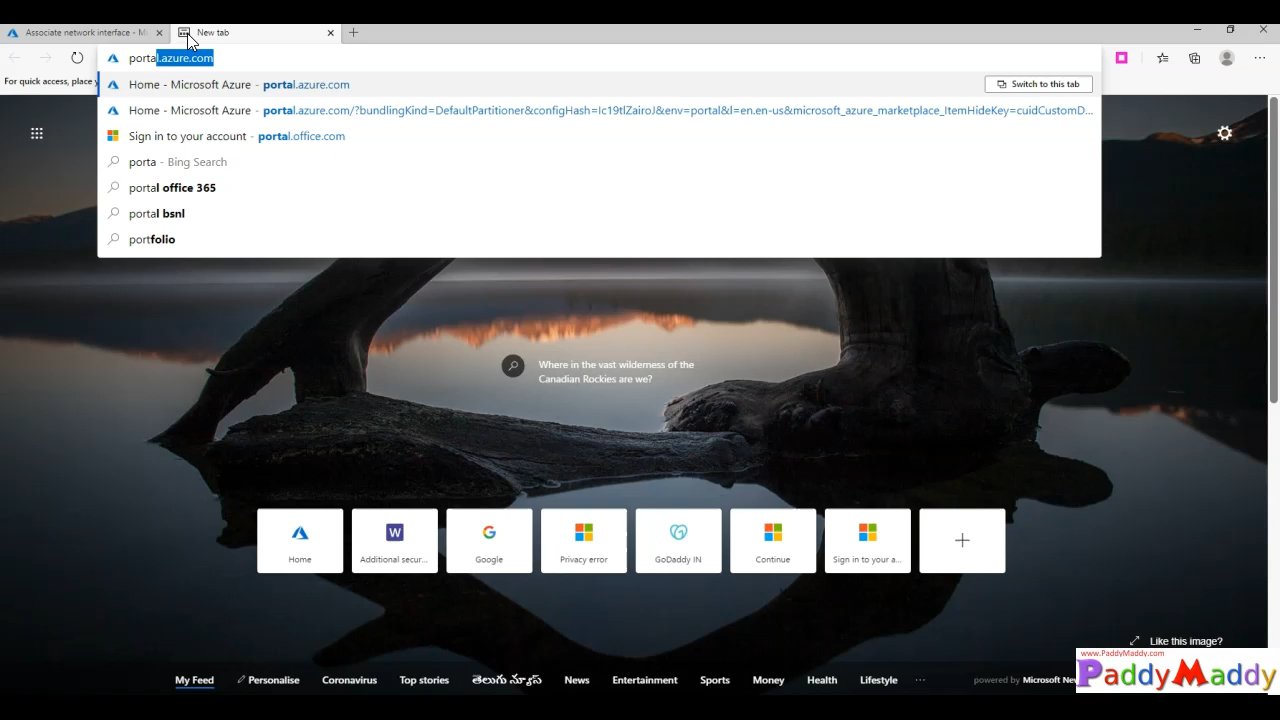 Associate network interface - M
New tab
portal.azure.com
For quick access, place y
Home - Microsoft Azure - portal.azure.com
Switch to this tab
Home - Microsoft Azure - portal.azure.com/?bundlingKind=DefaultPartitioner&configHash=Ic19tlZairoJ&env=portal&l=en.en-us&microsoft_azure_marketplace_ItemHideKey=cuidCustomD...
Sign in to your account - portal.office.com
porta - Bing Search
portal office 365
portal bsnl
portfolio
Where in the vast wilderness of the
Canadian Rockies are we?
Home
Additional secur...
Google
Privacy error
GoDaddy IN
Continue
Sign in to your a...
Like this image?
My Feed
Personalise
Coronavirus
Top stories
తెలుగు న్యూస్
News
Entertainment
Sports
Money
Health
Lifestyle
...
powered by Microsoft New
www.PaddyMaddy.com
PaddyMaddy